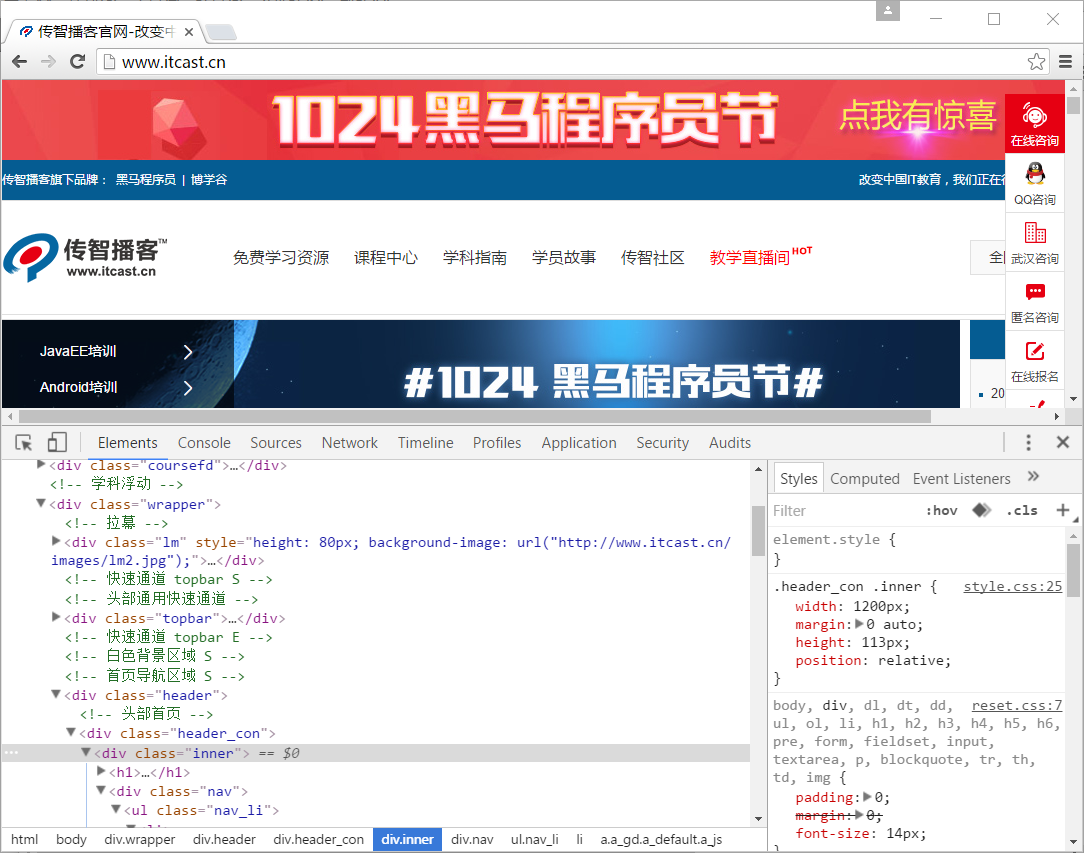 传智播客官网-改变中
www.itcast.cn
1024黑马程序员节
点我有惊喜
在线咨询
传智播客旗下品牌： 黑马程序员 | 博学谷
改变中国IT教育，我们正在行
QQ咨询
传智播客™
www.itcast.cn
免费学习资源 课程中心 学科指南 学员故事 传智社区 教学直播间 HOT
武汉咨询
匿名咨询
JavaEE培训
Android培训
#1024 黑马程序员节#
在线报名
20
Elements Console Sources Network Timeline Profiles Application Security Audits
<div class="coursefd">…</div>
<!-- 学科浮动 -->
<div class="wrapper">
<!-- 拉幕 -->
<div class="lm" style="height: 80px; background-image: url("http://www.itcast.cn/
images/lm2.jpg");">…</div>
<!-- 快速通道 topbar S -->
<!-- 头部通用快速通道 -->
<div class="topbar">…</div>
<!-- 快速通道 topbar E -->
<!-- 白色背景区域 S -->
<!-- 首页导航区域 S -->
<div class="header">
<!-- 头部首页 -->
<div class="header_con">
<div class="inner"> == $0
<h1>…</h1>
<div class="nav">
<ul class="nav_li">
html body div.wrapper div.header div.header_con div.inner div.nav ul.nav_li li a.a_gd.a_default.a_js
Styles Computed Event Listeners »
Filter :hov .cls +
element.style {
}
.header_con .inner { style.css:25
width: 1200px;
margin: 0 auto;
height: 113px;
position: relative;
}
body, div, dl, dt, dd, reset.css:7
ul, ol, li, h1, h2, h3, h4, h5, h6,
pre, form, fieldset, input,
textarea, p, blockquote, tr, th,
td, img {
padding: 0;
margin: 0;
font-size: 14px;
}